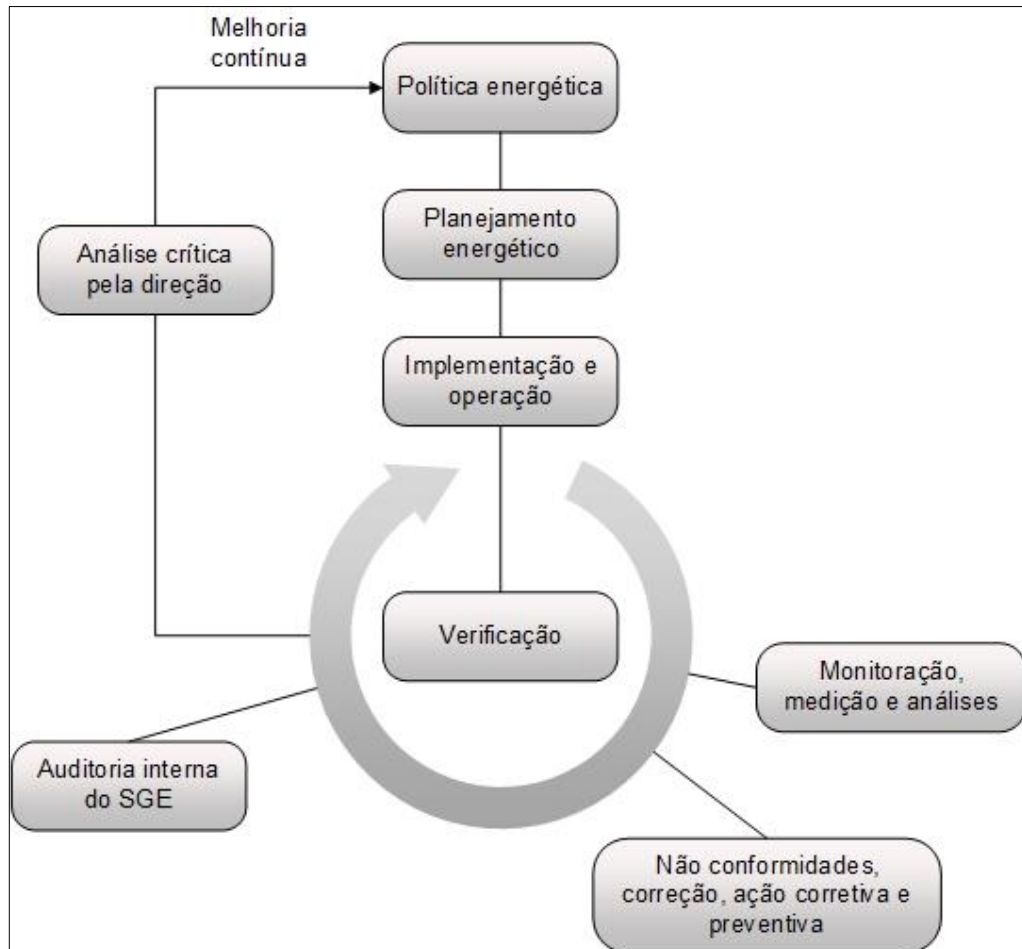 Melhoria
contínua
Política energética
Planejamento
energético
Análise crítica
pela direção
Implementação e
operação
Verificação
Monitoração,
medição e análises
Auditoria interna
do SGE
Não conformidades,
correção, ação corretiva e
preventiva